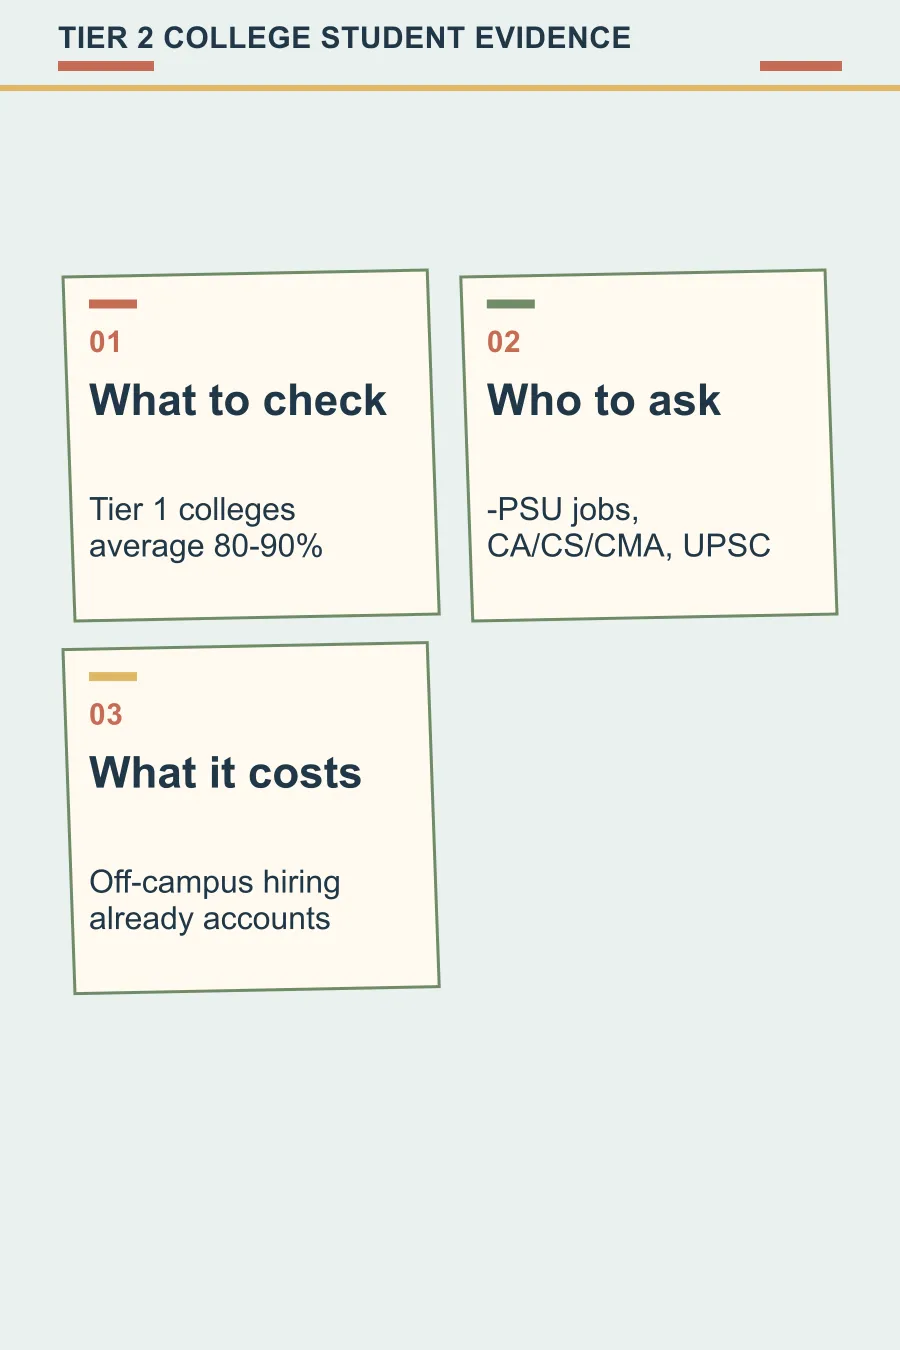 TIER 2 COLLEGE STUDENT EVIDENCE
01
What to check
Tier 1 colleges
average 80-90%
02
Who to ask
-PSU jobs,
CA/CS/CMA, UPSC
03
What it costs
Off-campus hiring
already accounts